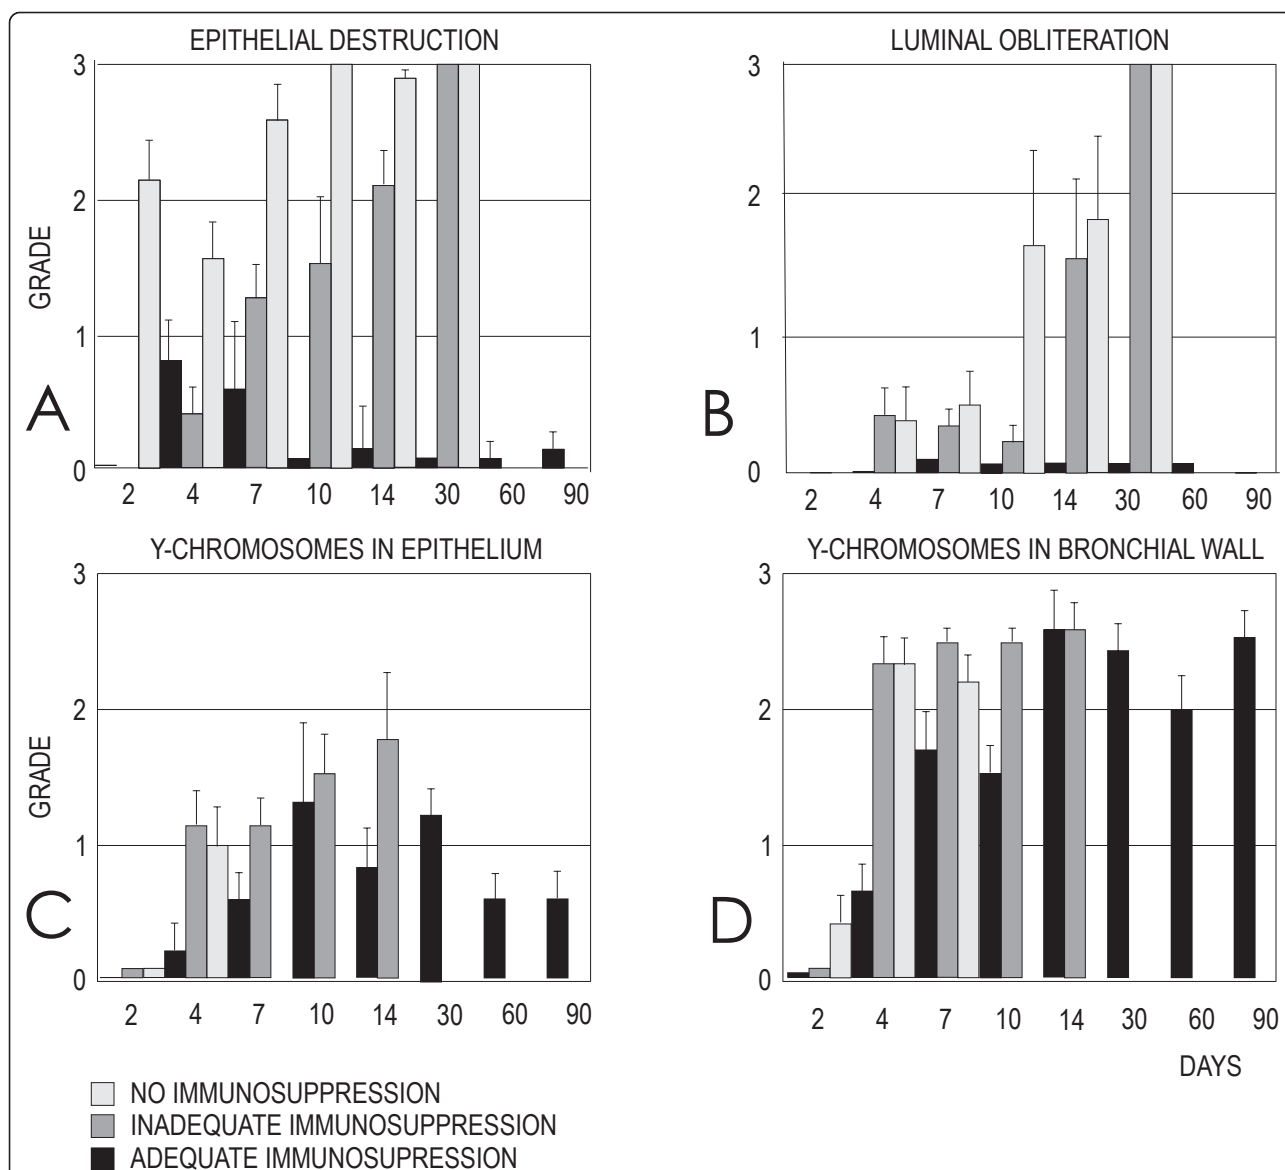 EPITHELIAL DESTRUCTION
3
2
1
0
GRADE
A
2 4 7 10 14 30 60 90
LUMINAL OBLITERATION
3
2
1
0
B
2 4 7 10 14 30 60 90
Y-CHROMOSOMES IN EPITHELIUM
3
2
1
0
GRADE
C
2 4 7 10 14 30 60 90
Y-CHROMOSOMES IN BRONCHIAL WALL
3
2
1
0
D
2 4 7 10 14 30 60 90
DAYS
NO IMMUNOSUPPRESSION
INADEQUATE IMMUNOSUPPRESSION
ADEQUATE IMMUNOSUPRESSION